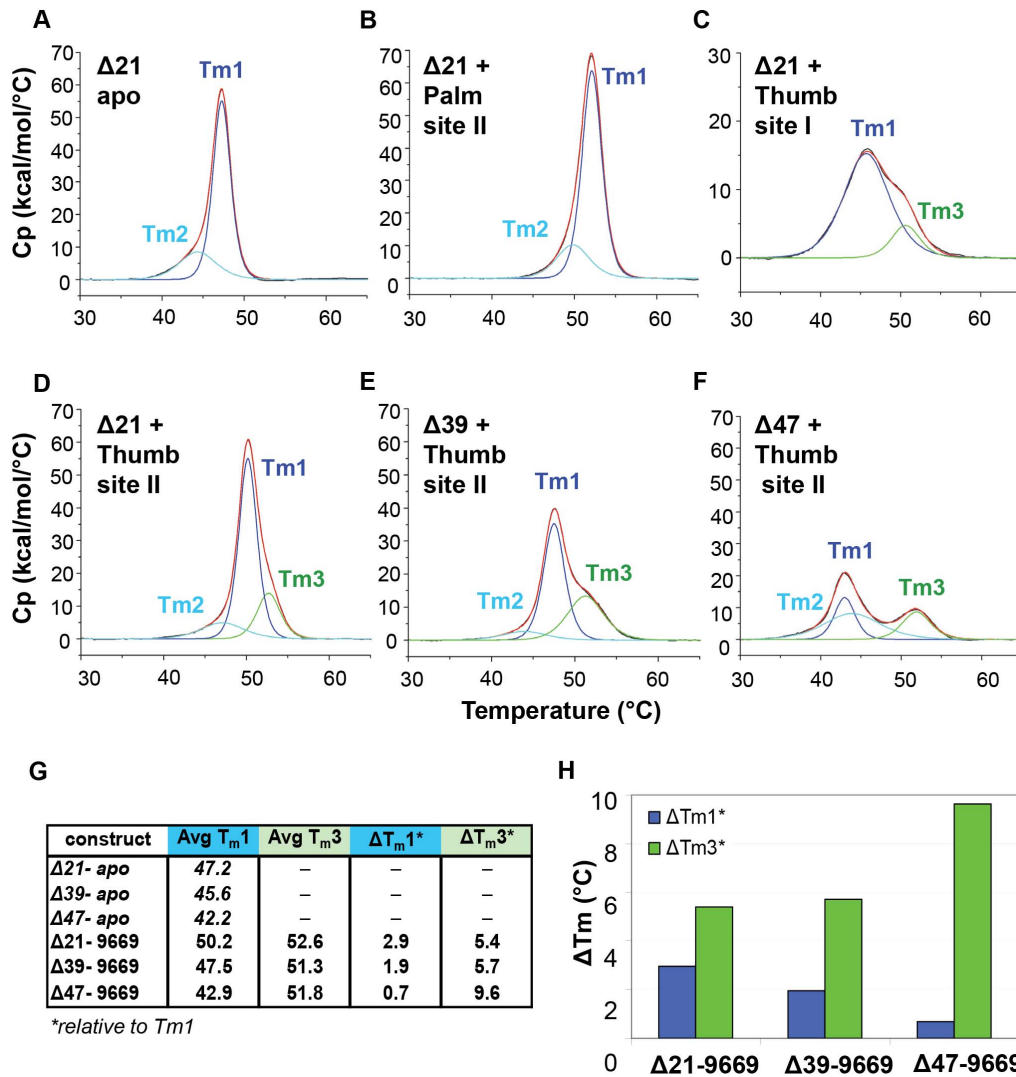 A
Δ21
apo
Tm1
Tm2
Cp (kcal/mol/°C)
70
60
50
40
30
20
10
0
40
50
60
B
Δ21 +
Palm
site II
Tm1
Tm2
70
60
50
40
30
20
10
0
30
40
50
60
C
Δ21 +
Thumb
site I
Tm1
Tm3
30
20
10
0
30
40
50
60
D
Δ21 +
Thumb
site II
Tm1
Tm2
Tm3
Cp (kcal/mol/°C)
70
60
50
40
30
20
10
0
30
40
50
60
E
Δ39 +
Thumb
site II
Tm1
Tm2
Tm3
70
60
50
40
30
20
10
0
30
40
50
60
F
Δ47 +
Thumb
site II
Tm1
Tm2
Tm3
70
60
50
40
30
20
10
0
30
40
50
60
Temperature (°C)
G
construct Avg Tm1 Avg Tm3 ΔTm1* ΔTm3*
Δ21- apo 47.2 – – –
Δ39- apo 45.6 – – –
Δ47- apo 42.2 – – –
Δ21- 9669 50.2 52.6 2.9 5.4
Δ39- 9669 47.5 51.3 1.9 5.7
Δ47- 9669 42.9 51.8 0.7 9.6
*relative to Tm1
H
ΔTm1*
ΔTm3*
ΔTm (°C)
10
8
6
4
2
0
Δ21-9669 Δ39-9669 Δ47-9669